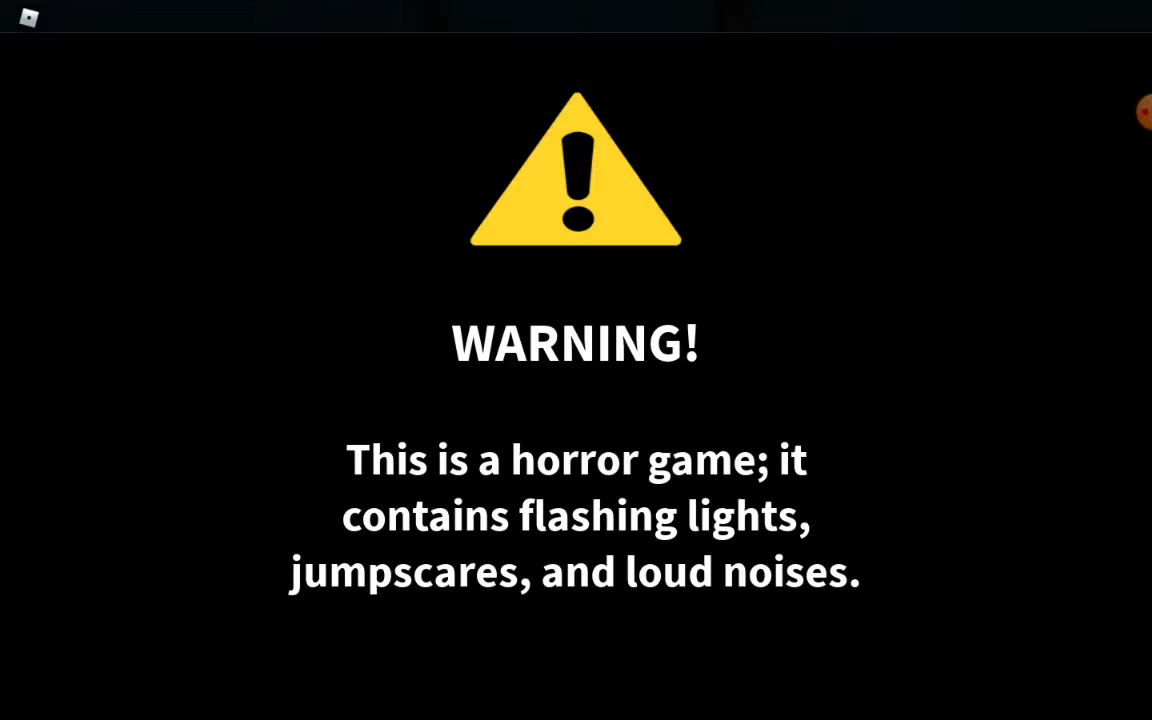 WARNING!
This is a horror game; it
contains flashing lights,
jumpscares, and loud noises.